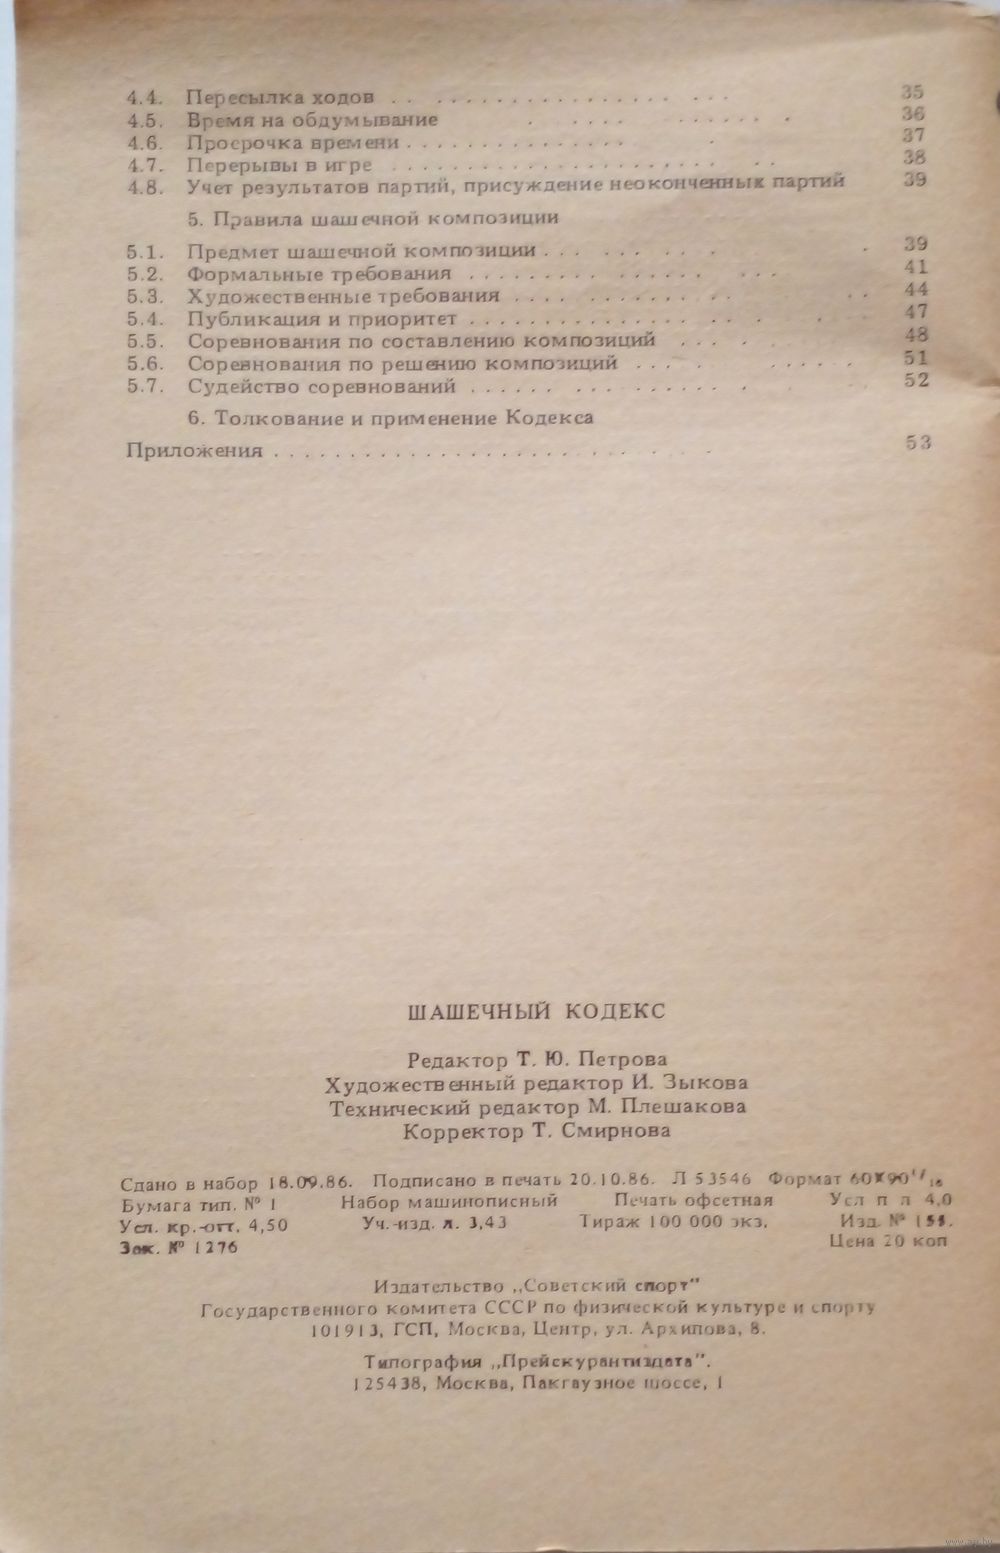 4.4. Пересылка ходов . . . . . . . . . . . . . . . . . . . . . 35
4.5. Время на обдумывание . . . . . . . . . . . . . 36
4.6. Просрочка времени . . . . . . . . . . . . . . . . 37
4.7. Перерывы в игре . . . . . . . . . . . . . . . . . . . . 38
4.8. Учет результатов партий, присуждение неоконченных партий 39
5. Правила шашечной композиции
5.1. Предмет шашечной композиции . . . . . . . . . . . . 39
5.2. Формальные требования . . . . . . . . . . . . . . . . 41
5.3. Художественные требования . . . . . . . . . . . . . . 44
5.4. Публикация и приоритет . . . . . . . . . . . . . . . . 47
5.5. Соревнования по составлению композиций . . . . . 48
5.6. Соревнования по решению композиций . . . . . . . . . 51
5.7. Судейство соревнований . . . . . . . . . . . . . . . . 52
6. Толкование и применение Кодекса
Приложения . . . . . . . . . . . . . . . . . . . . . . . . . . . 53
ШАШЕЧНЫЙ КОДЕКС
Редактор Т. Ю. Петрова
Художественный редактор И. Зыкова
Технический редактор М. Плешакова
Корректор Т. Смирнова
Сдано в набор 18.09.86. Подписано в печать 20.10.86. Л 53546 Формат 60×90 1/16
Бумага тип. № 1 Набор машинописный Печать офсетная Усл п л 4,0
Усл. кр.-отт. 4,50 Уч.-изд. л. 3,43 Тираж 100 000 экз. Изд. №
Зак. № 1276 Цена 20 коп
Издательство „Советский спорт"
Государственного комитета СССР по физической культуре и спорту
101913, ГСП, Москва, Центр, ул. Архипова, 8.
Типография „Прейскурантиздата".
125438, Москва, Пакгаузное шоссе, 1